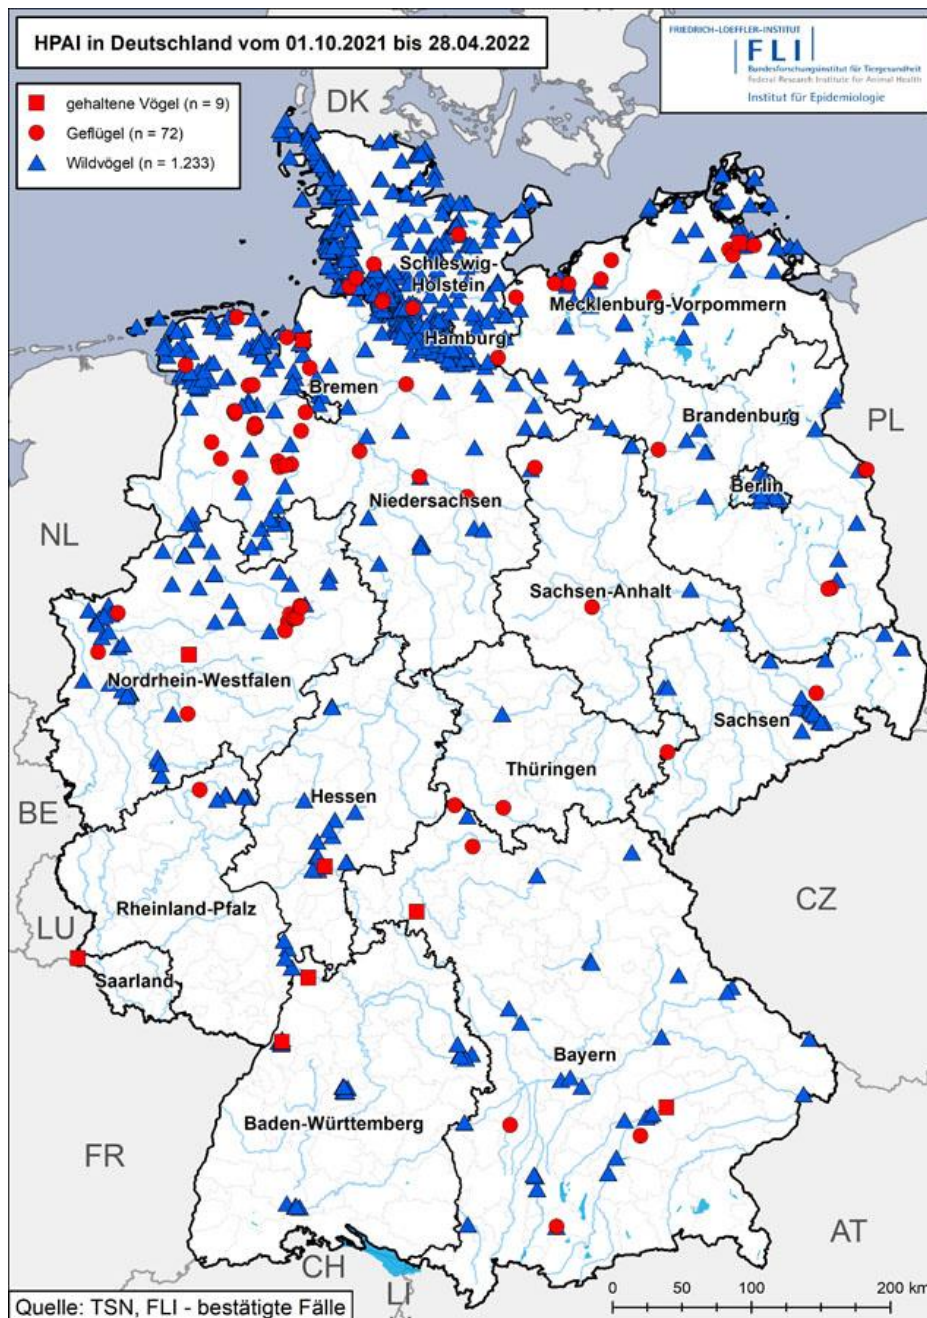 HPAI in Deutschland vom 01.10.2021 bis 28.04.2022
FRIEDRICH-LOEFFLER-INSTITUT
FLI
Bundesforschungsinstitut für Tiergesundheit
Federal Research Institute for Animal Health
Institut für Epidemiologie
gehaltene Vögel (n = 9)
Geflügel (n = 72)
Wildvögel (n = 1.233)
DK
Schleswig-
Holstein
Mecklenburg-Vorpommern
Hamburg
Bremen
Brandenburg
PL
Berlin
Niedersachsen
NL
Sachsen-Anhalt
Nordrhein-Westfalen
Sachsen
Thüringen
Hessen
BE
CZ
Rheinland-Pfalz
LU
Saarland
Bayern
Baden-Württemberg
FR
AT
CH
LI
0 50 100 200 km
Quelle: TSN, FLI - bestätigte Fälle